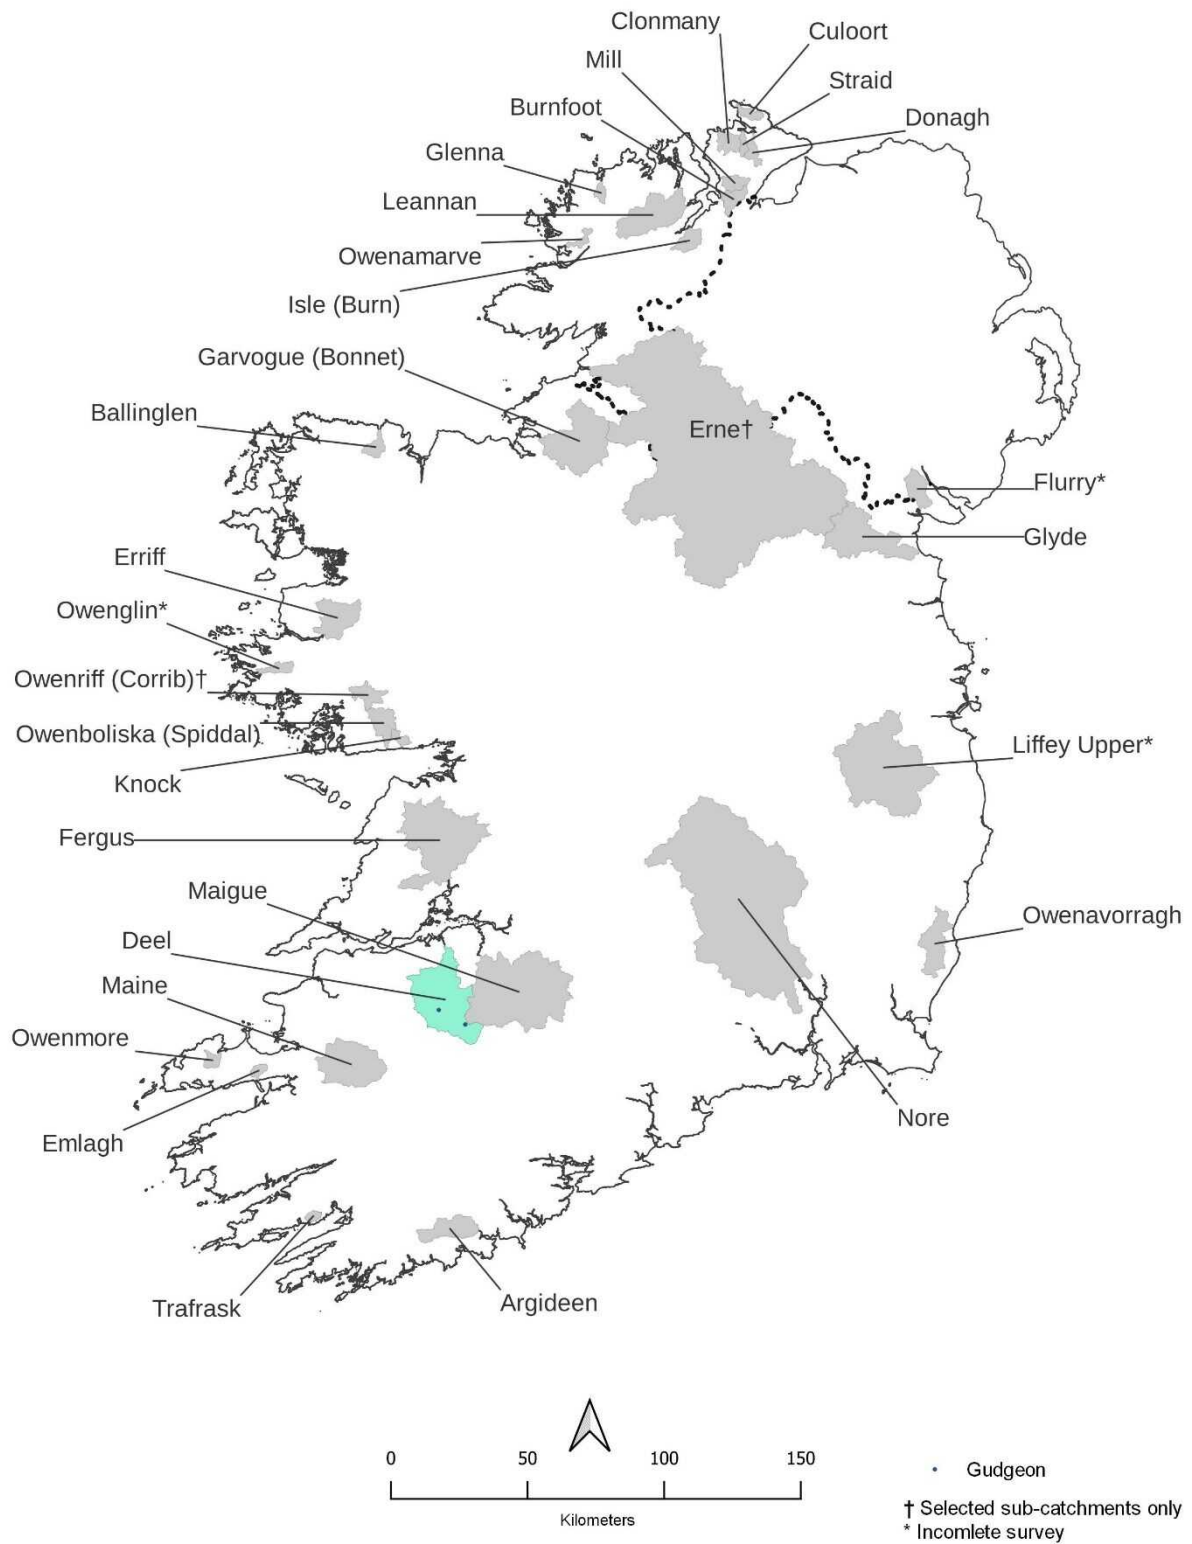 Clonmany
Culoort
Mill
Straid
Burnfoot
Donagh
Glenna
Leannan
Owenamarve
Isle (Burn)
Garvogue (Bonnet)
Ballinglen
Erne†
Flurry*
Glyde
Erriff
Owenglin*
Owenriff (Corrib)†
Owenboliska (Spiddal)
Liffey Upper*
Knock
Fergus
Maigue
Owenavorragh
Deel
Maine
Owenmore
Nore
Emlagh
Trafrask
Argideen
0 50 100 150
Kilometers
Gudgeon
† Selected sub-catchments only
* Incomlete survey